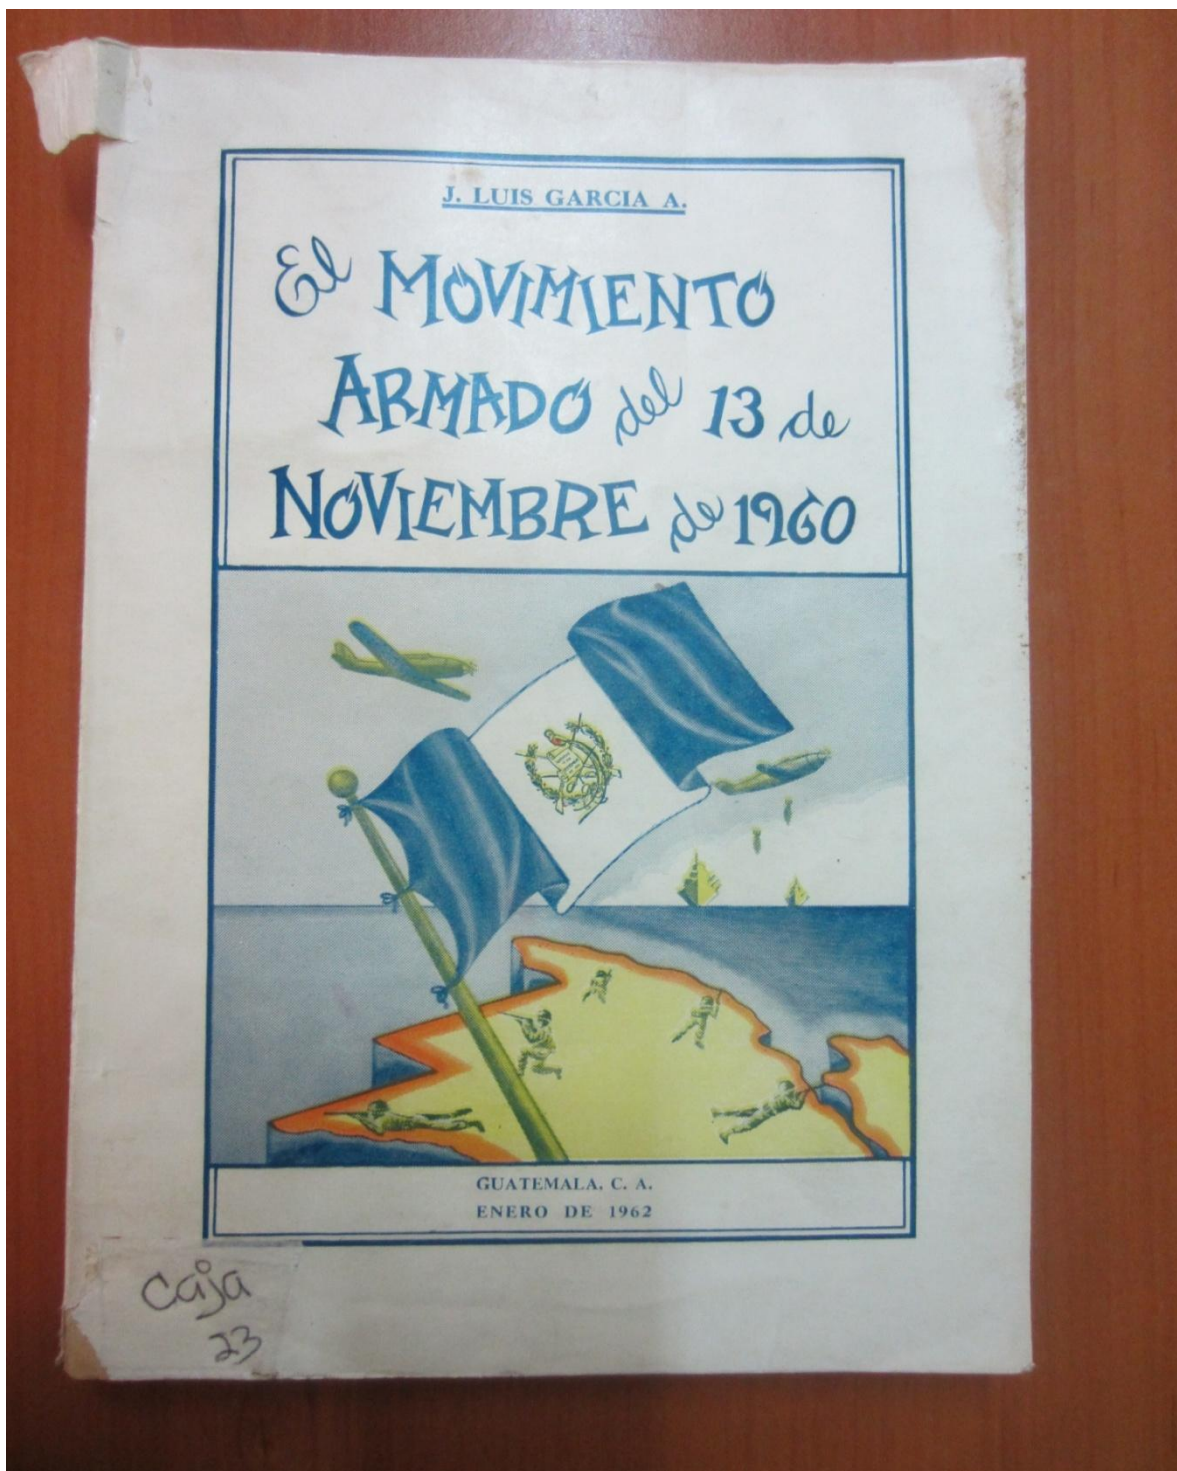 J. LUIS GARCIA A.
El MOVIMIENTO
ARMADO del 13 de
NOVIEMBRE de 1960
GUATEMALA. C. A.
ENERO DE 1962
Caja
23